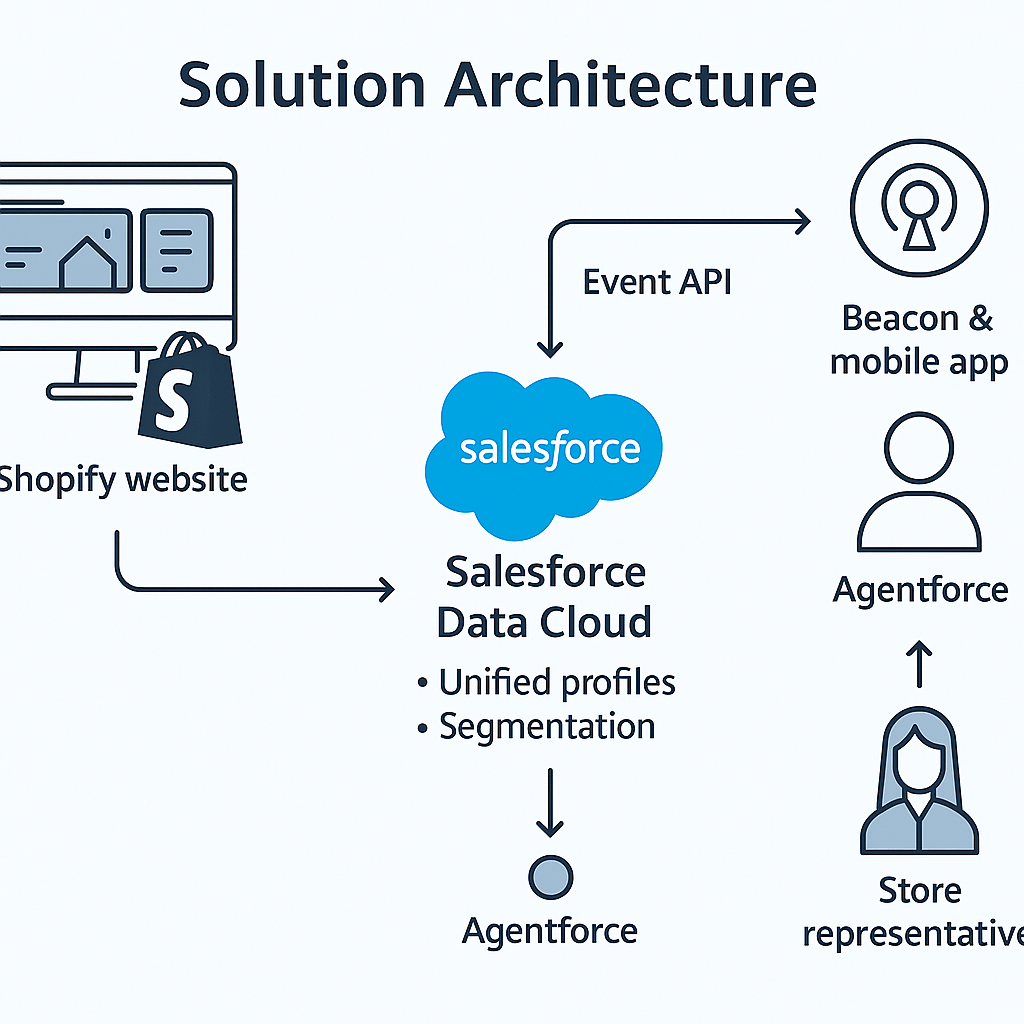 Solution Architecture
S
Shopify website
Event API
Beacon &
mobile app
salesforce
Salesforce
Data Cloud
• Unified profiles
• Segmentation
Agentforce
Agentforce
Store
representative